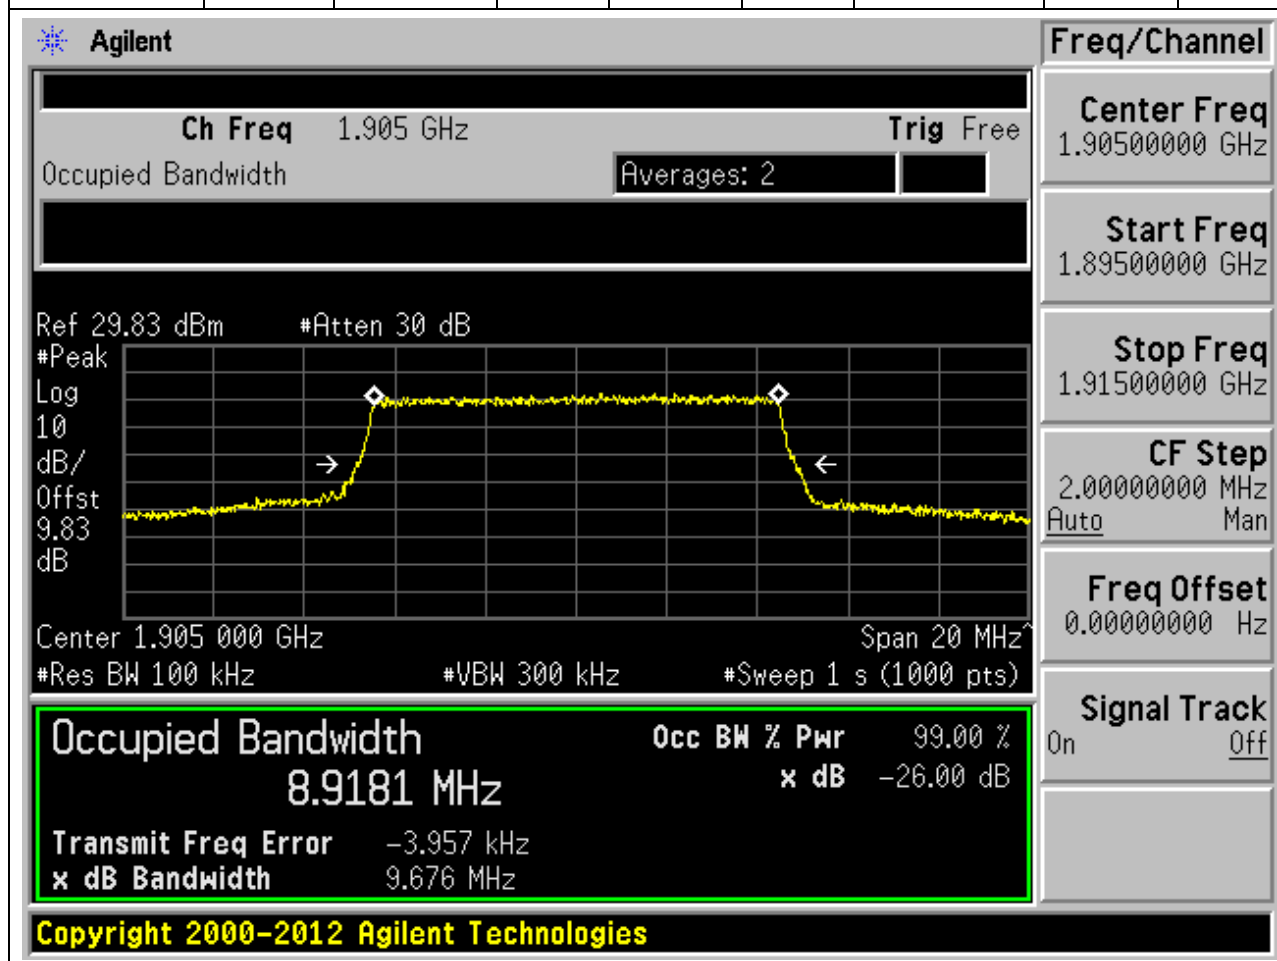 Agilent
Freq/Channel
Ch Freq 1.905 GHz Trig Free
Occupied Bandwidth Averages: 2
Center Freq
1.90500000 GHz
Start Freq
1.89500000 GHz
Stop Freq
1.91500000 GHz
CF Step
2.00000000 MHz
Auto Man
Freq Offset
0.00000000 Hz
Signal Track
On Off
Ref 29.83 dBm #Atten 30 dB
#Peak
Log
10
dB/
Offst
9.83
dB
Center 1.905 000 GHz Span 20 MHz^
#Res BW 100 kHz #VBW 300 kHz #Sweep 1 s (1000 pts)
Occupied Bandwidth Occ BW % Pwr 99.00 %
8.9181 MHz x dB -26.00 dB
Transmit Freq Error -3.957 kHz
x dB Bandwidth 9.676 MHz
Copyright 2000-2012 Agilent Technologies